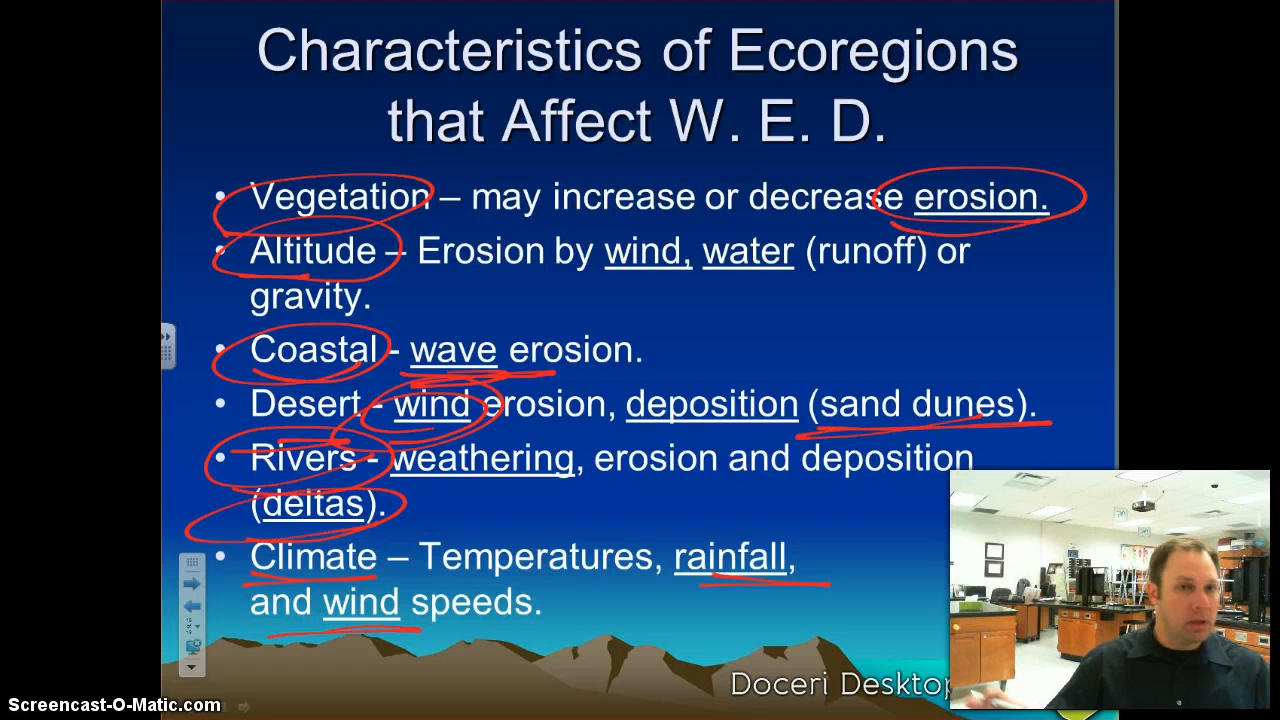 Characteristics of Ecoregions
that Affect W. E. D.
• Vegetation – may increase or decrease erosion.
• Altitude – Erosion by wind, water (runoff) or
gravity.
• Coastal - wave erosion.
• Desert - wind erosion, deposition (sand dunes).
• Rivers - weathering, erosion and deposition
(deltas).
• Climate – Temperatures, rainfall,
and wind speeds.
Doceri Desktop
Screencast-O-Matic.com